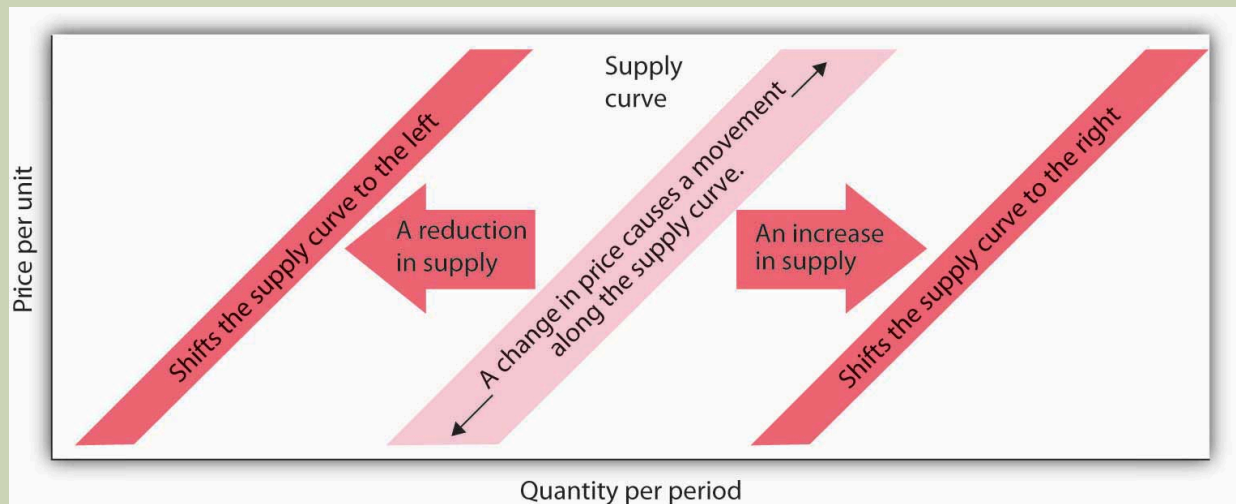 Supply
curve
Price per unit
Shifts the supply curve to the left
A reduction
in supply
A change in price causes a movement
along the supply curve.
An increase
in supply
Shifts the supply curve to the right
Quantity per period